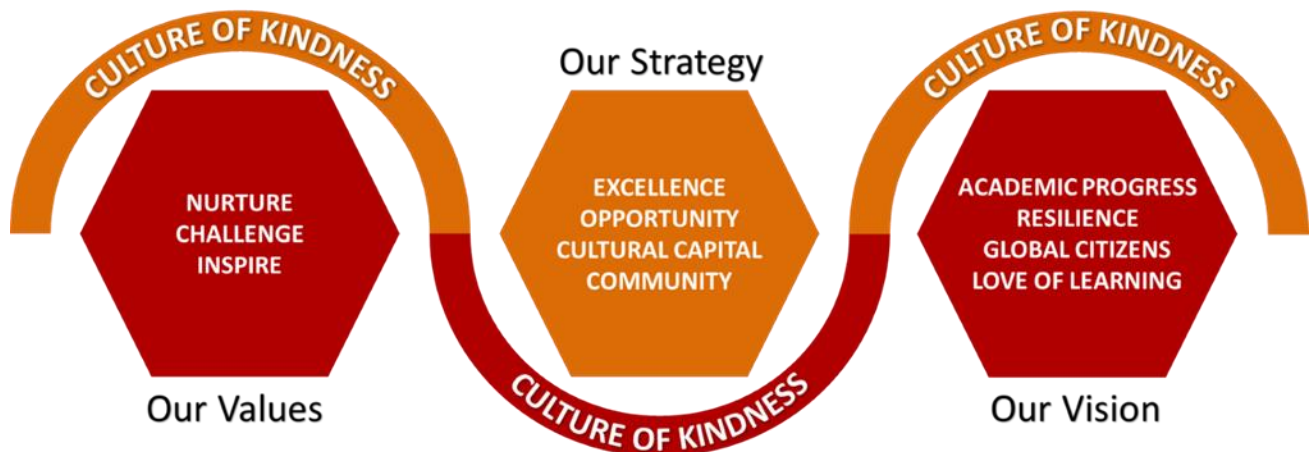 CULTURE OF KINDNESS
NURTURE
CHALLENGE
INSPIRE
Our Values
Our Strategy
EXCELLENCE
OPPORTUNITY
CULTURAL CAPITAL
COMMUNITY
CULTURE OF KINDNESS
CULTURE OF KINDNESS
ACADEMIC PROGRESS
RESILIENCE
GLOBAL CITIZENS
LOVE OF LEARNING
Our Vision